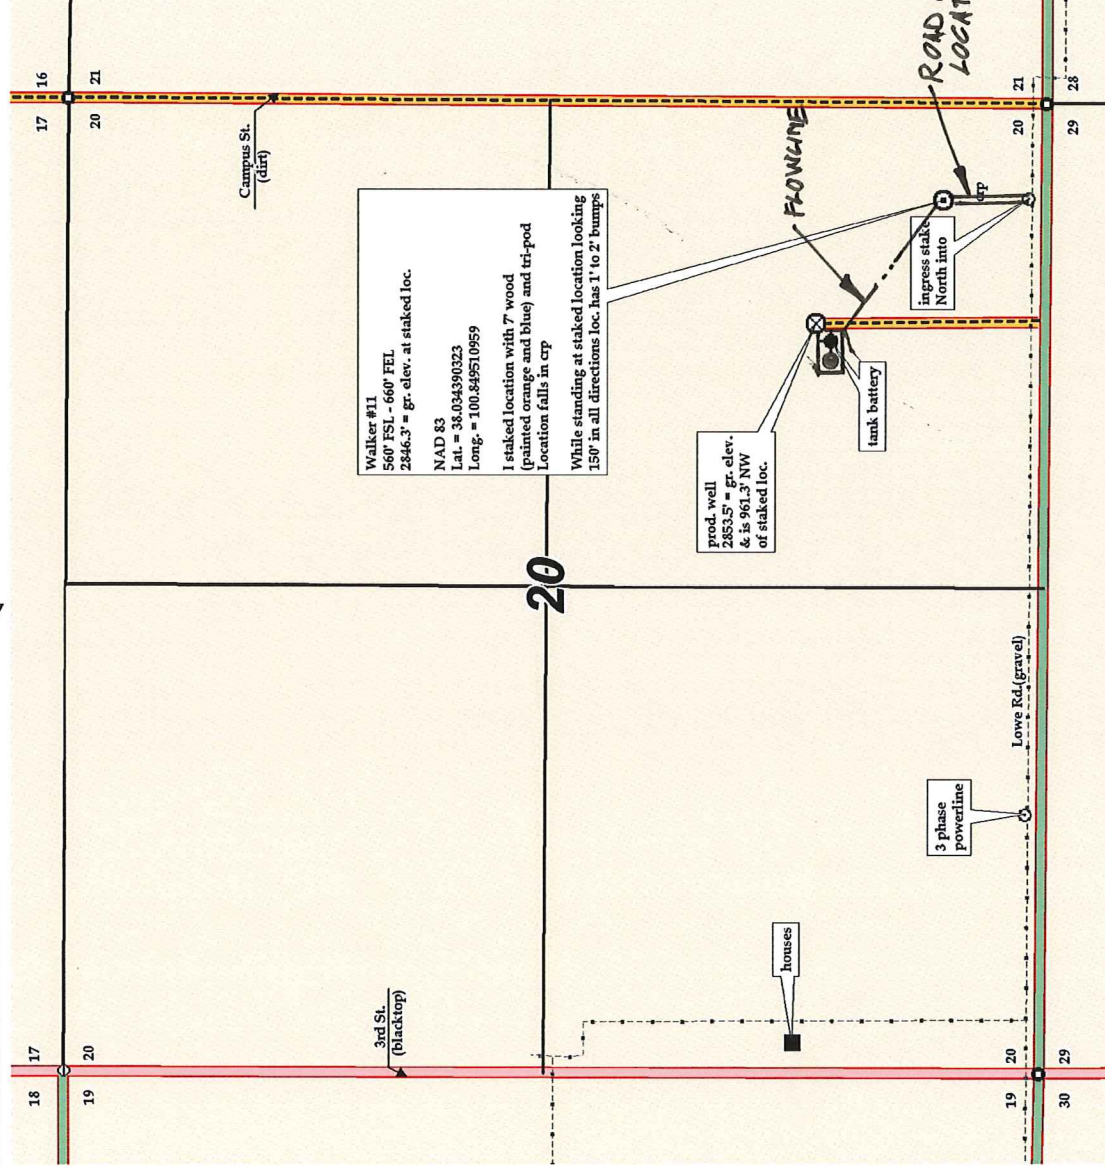 18
17
19
20
3rd St.
(blacktop)
16
17
21
20
Campus St.
(dirt)
Walker #11
560' FSL - 660' FEL
2846.3' = gr. elev. at staked loc.
NAD 83
Lat. = 38.034390323
Long. = 100.849510959
I staked location with 7' wood
(painted orange and blue) and tri-pod
Location falls in crp
While standing at staked location looking
150' in all directions loc. has 1' to 2' bumps
20
prod. well
2853.5' = gr. elev.
& is 961.3' NW
of staked loc.
tank battery
FLOWLINE
ingress stake
North into
crp
ROAD
LOCAT
houses
3 phase
powerline
Lowe Rd.(gravel)
19
20
30
29
20
21
29
28